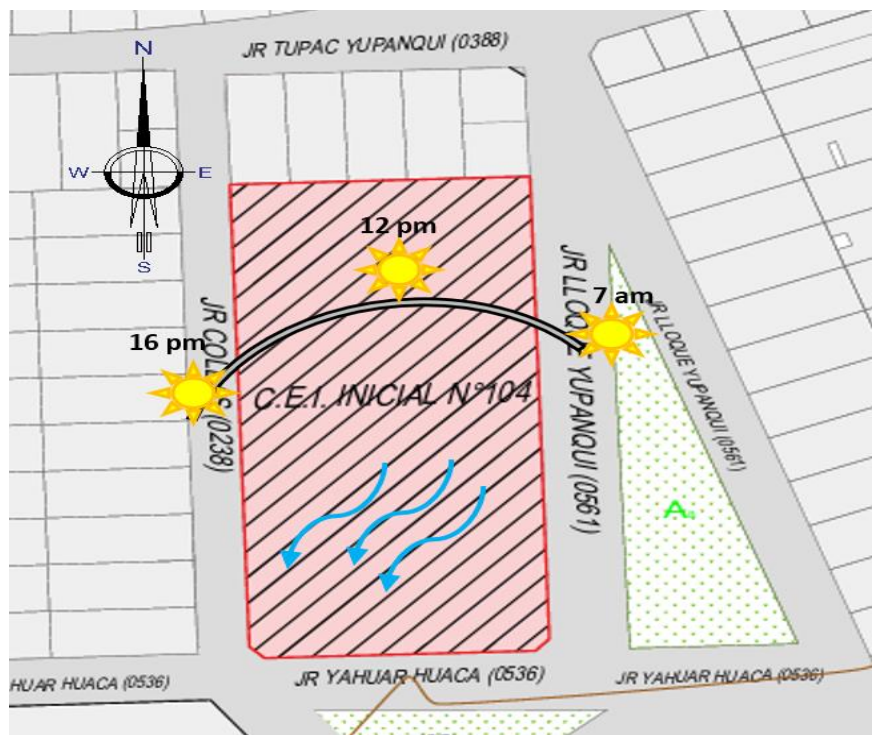 JR TUPAC YUPANQUI (0388)
N
W
E
S
12 pm
7 am
16 pm
JR LLOQUE YUPANQUI (0561)
JR LLOQUE YUPANQUI (0561)
JR
(0238)
C.E.I. INICIAL N°104
A
HUAR HUACA (0536)
JR YAHUAR HUACA (0536)
JR YAHUAR HUACA (0536)